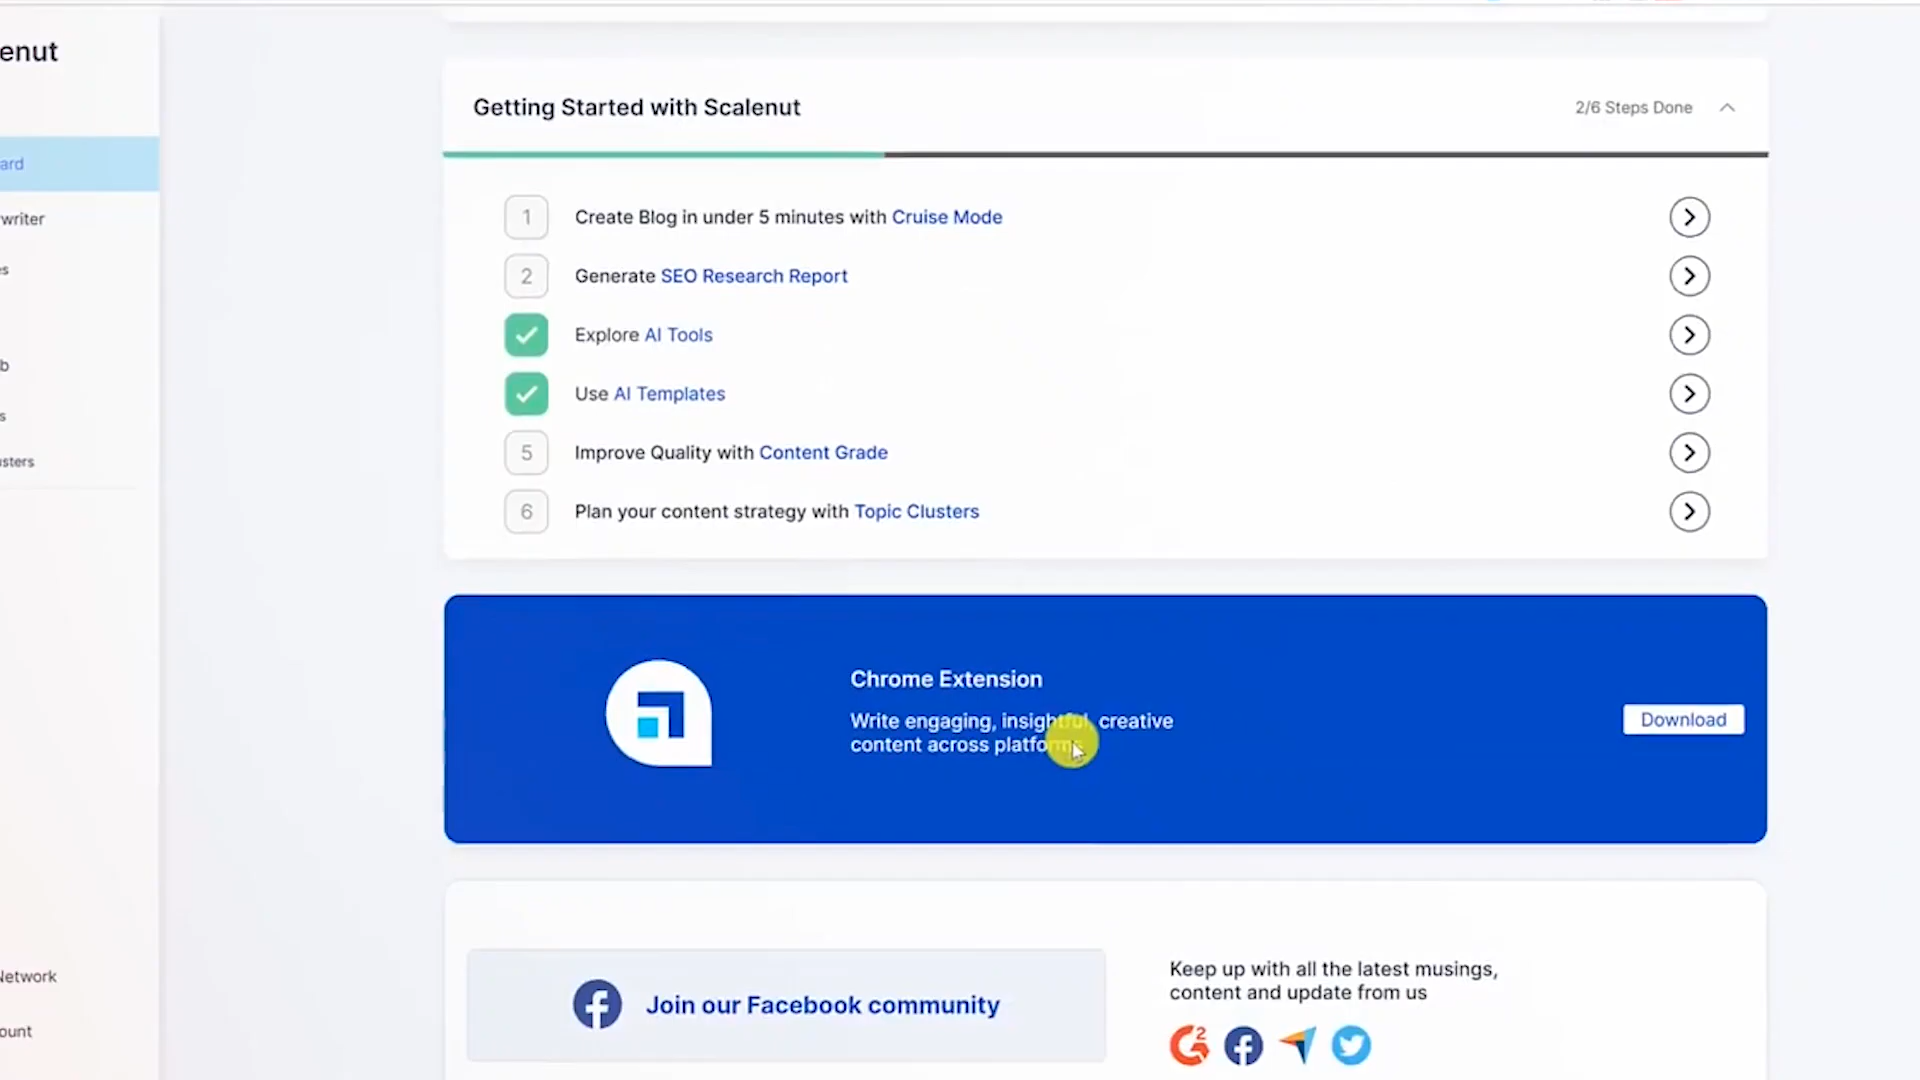 enut
ard
writer
s
b
s
sters
Network
ount
Getting Started with Scalenut
2/6 Steps Done
1 Create Blog in under 5 minutes with Cruise Mode
2 Generate SEO Research Report
Explore AI Tools
Use AI Templates
5 Improve Quality with Content Grade
6 Plan your content strategy with Topic Clusters
Chrome Extension
Write engaging, insightful, creative
content across platforms
Download
Join our Facebook community
Keep up with all the latest musings,
content and update from us